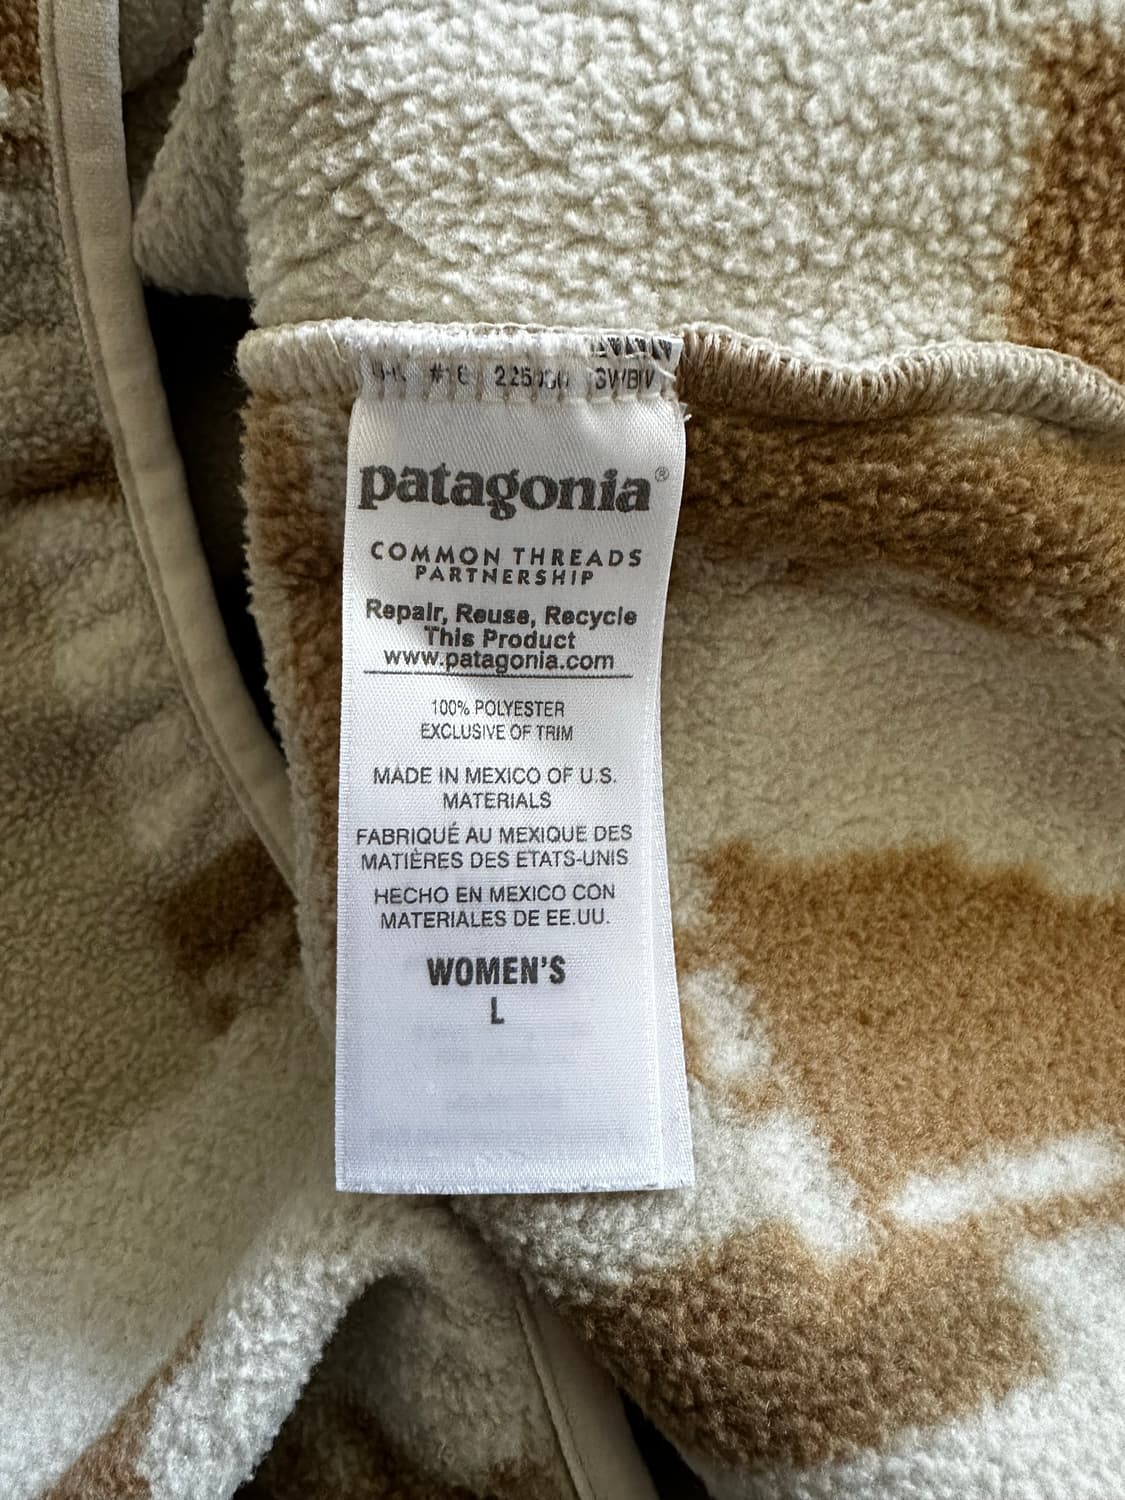 patagonia®
COMMON THREADS
PARTNERSHIP
Repair, Reuse, Recycle
This Product
www.patagonia.com
100% POLYESTER
EXCLUSIVE OF TRIM
MADE IN MEXICO OF U.S.
MATERIALS
FABRIQUÉ AU MEXIQUE DES
MATIÈRES DES ETATS-UNIS
HECHO EN MEXICO CON
MATERIALES DE EE.UU.
WOMEN'S
L